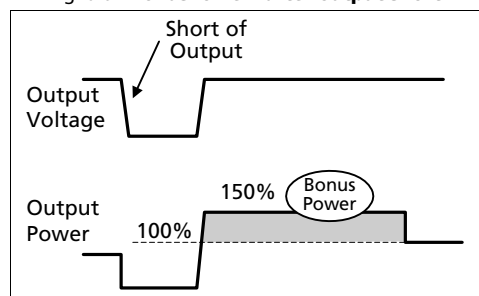 Short of
Output
Output
Voltage
150%
Bonus
Power
Output
Power
100%